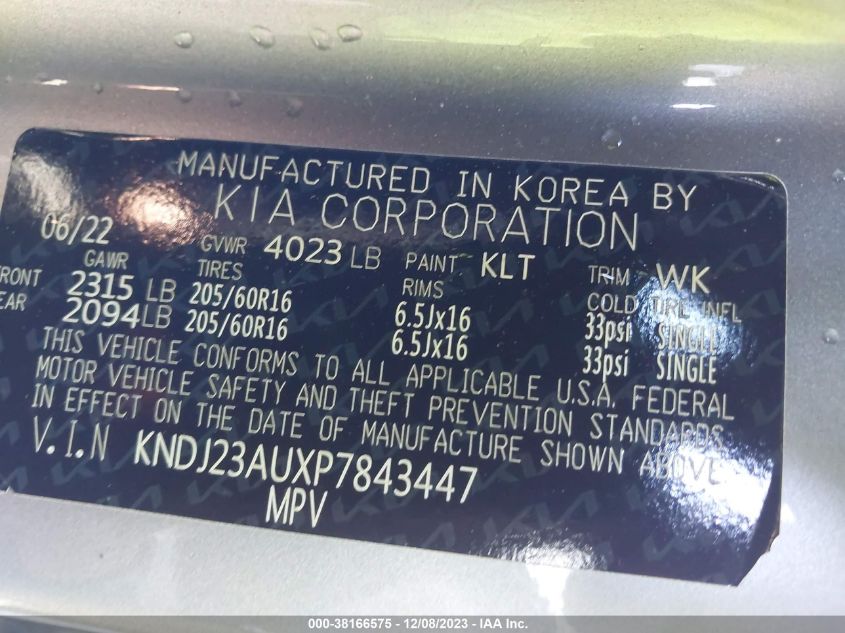 MANUFACTURED IN KOREA BY
KIA CORPORATION
06/22 GVWR 4023 LB PAINT KLT TRIM WK
GAWR TIRES RIMS COLD TIRE INFL
FRONT 2315 LB 205/60R16 6.5Jx16 33psi SINGLE
EAR 2094LB 205/60R16 6.5Jx16 33psi SINGLE
THIS VEHICLE CONFORMS TO ALL APPLICABLE U.S.A. FEDERAL
MOTOR VEHICLE SAFETY AND THEFT PREVENTION STANDARDS
IN EFFECT ON THE DATE OF MANUFACTURE SHOWN ABOVE
V.I.N KNDJ23AUXP7843447
MPV
000-38166575 - 12/08/2023 - IAA Inc.